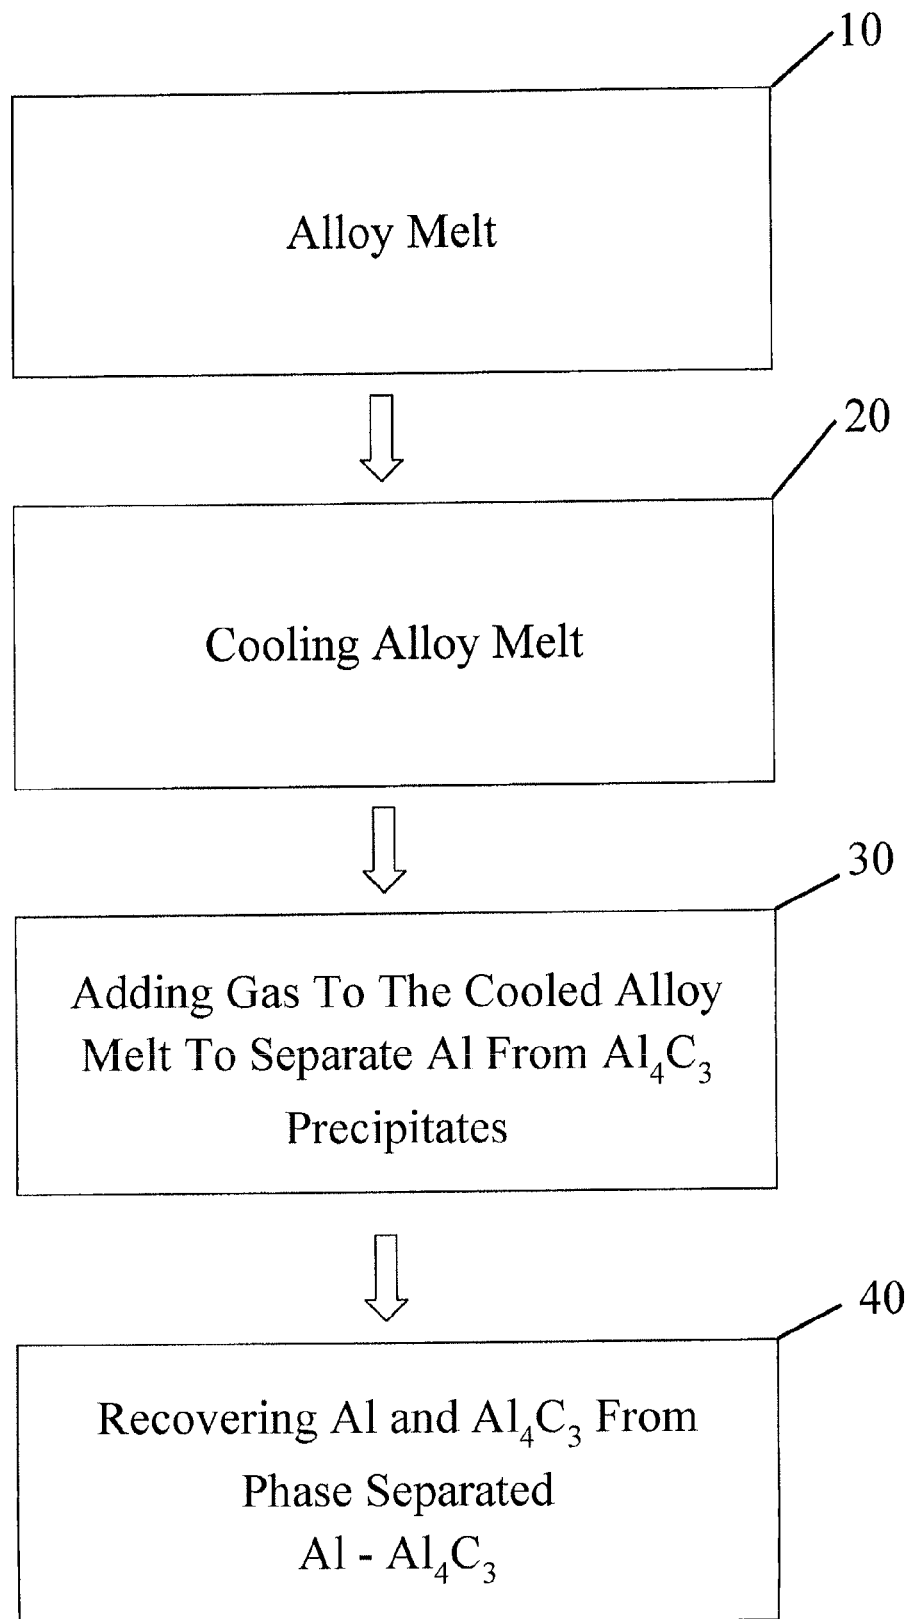 10
Alloy Melt
20
Cooling Alloy Melt
30
Adding Gas To The Cooled Alloy
Melt To Separate Al From Al₄C₃
Precipitates
40
Recovering Al and Al₄C₃ From
Phase Separated
Al - Al₄C₃